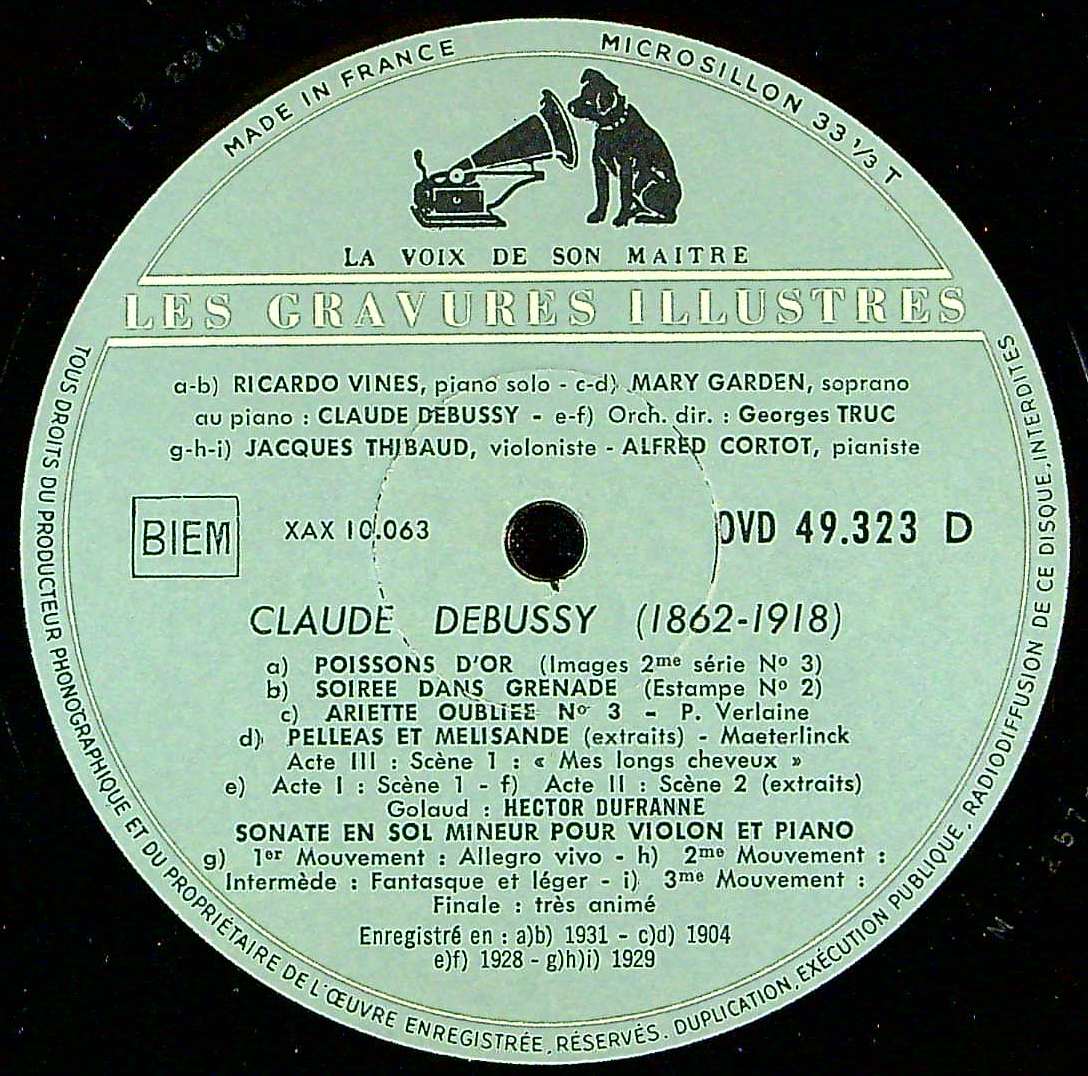 MADE IN FRANCE
MICROSILLON 33 1/3 T
LA VOIX DE SON MAITRE
LES GRAVURES ILLUSTRES
a-b) RICARDO VINES, piano solo - c-d) MARY GARDEN, soprano
au piano : CLAUDE DEBUSSY - e-f) Orch. dir. : Georges TRUC
g-h-i) JACQUES THIBAUD, violoniste - ALFRED CORTOT, pianiste
BIEM
XAX 10.063
OVD 49.323 D
CLAUDE DEBUSSY (1862-1918)
a) POISSONS D'OR (Images 2me série No 3)
b) SOIREE DANS GRENADE (Estampe No 2)
c) ARIETTE OUBLIEE No 3 - P. Verlaine
d) PELLEAS ET MELISANDE (extraits) - Maeterlinck
Acte III : Scène 1 : « Mes longs cheveux »
e) Acte I : Scène 1 - f) Acte II : Scène 2 (extraits)
Golaud : HECTOR DUFRANNE
SONATE EN SOL MINEUR POUR VIOLON ET PIANO
g) 1er Mouvement : Allegro vivo - h) 2me Mouvement :
Intermède : Fantasque et léger - i) 3me Mouvement :
Finale : très animé
Enregistré en : a)b) 1931 - c)d) 1904
e)f) 1928 - g)h)i) 1929
TOUS DROITS DU PRODUCTEUR PHONOGRAPHIQUE ET DU PROPRIÉTAIRE DE L'ŒUVRE ENREGISTRÉE, RÉSERVÉS. DUPLICATION, EXÉCUTION PUBLIQUE, RADIODIFFUSION DE CE DISQUE, INTERDITES